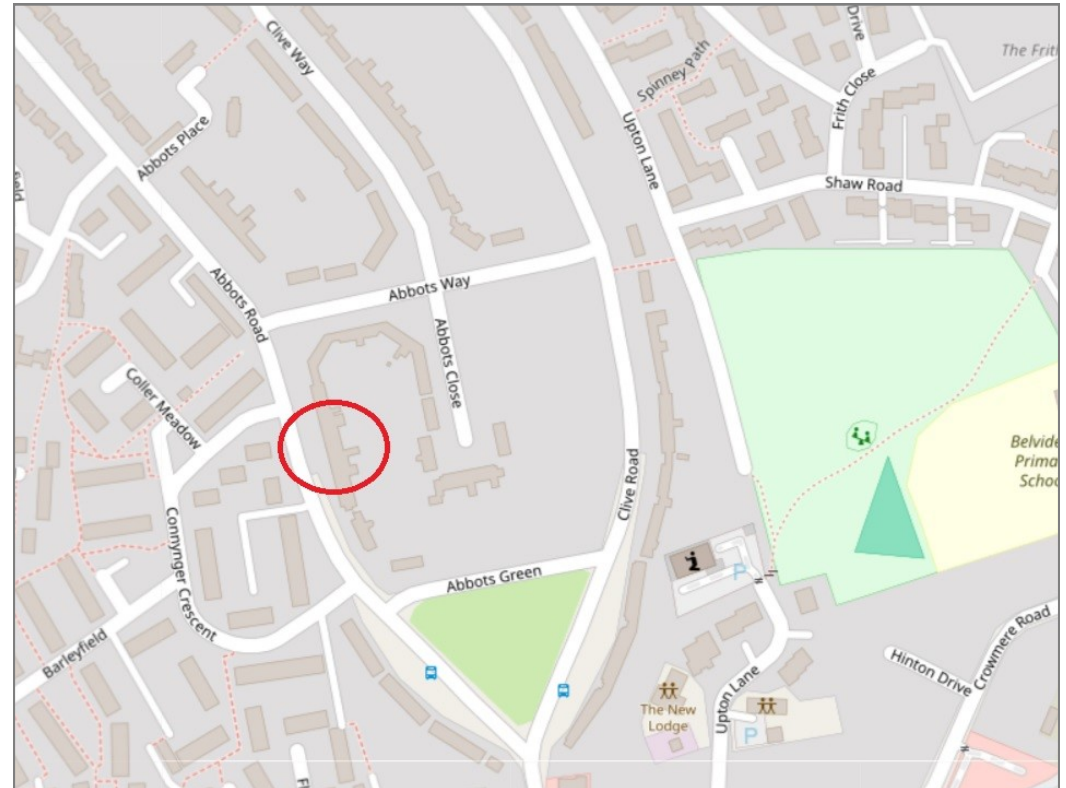 Clive Way
Drive
The Frit
Spinney Path
Frith Close
Abbots Place
Upton Lane
field
Shaw Road
Abbots Road
Abbots Way
Abbots Close
Coller Meadow
Belvide
Prima
Schoo
Clive Road
Connynger Crescent
Abbots Green
P
Barleyfield
Hinton Drive
Crowmere Road
Upton Lane
The New
Lodge
P